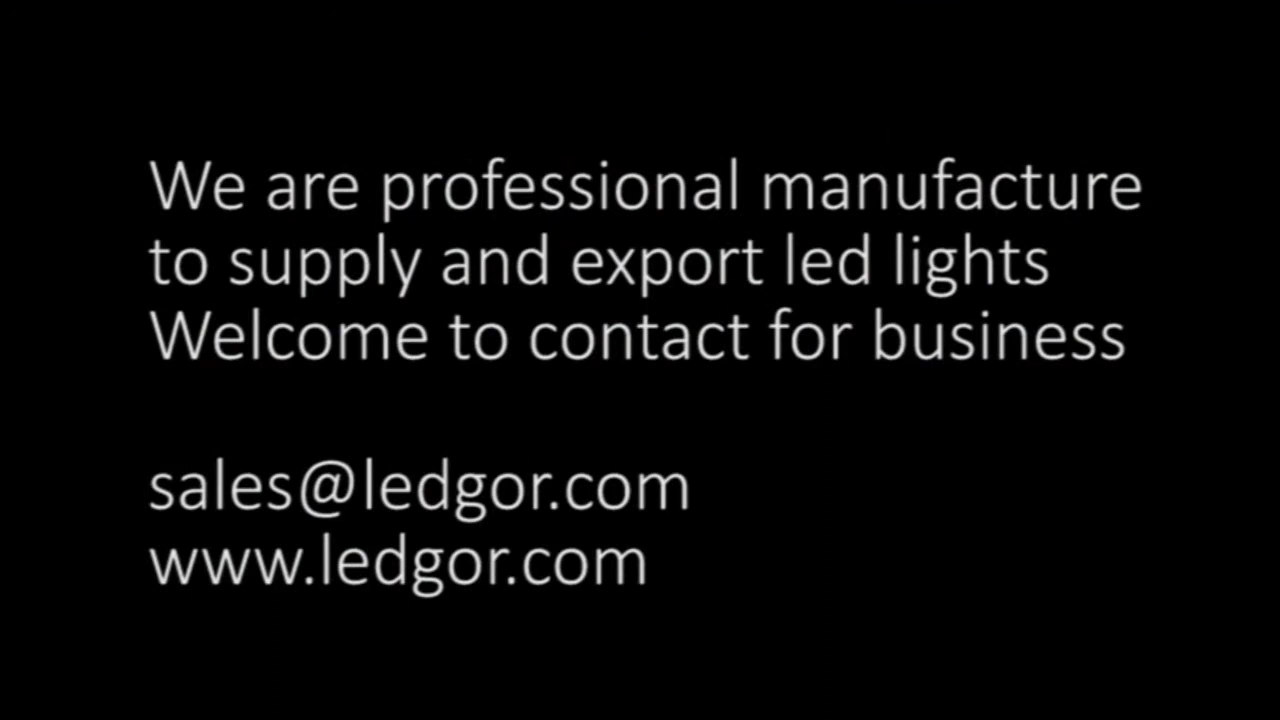 We are professional manufacture
to supply and export led lights
Welcome to contact for business
sales@ledgor.com
www.ledgor.com